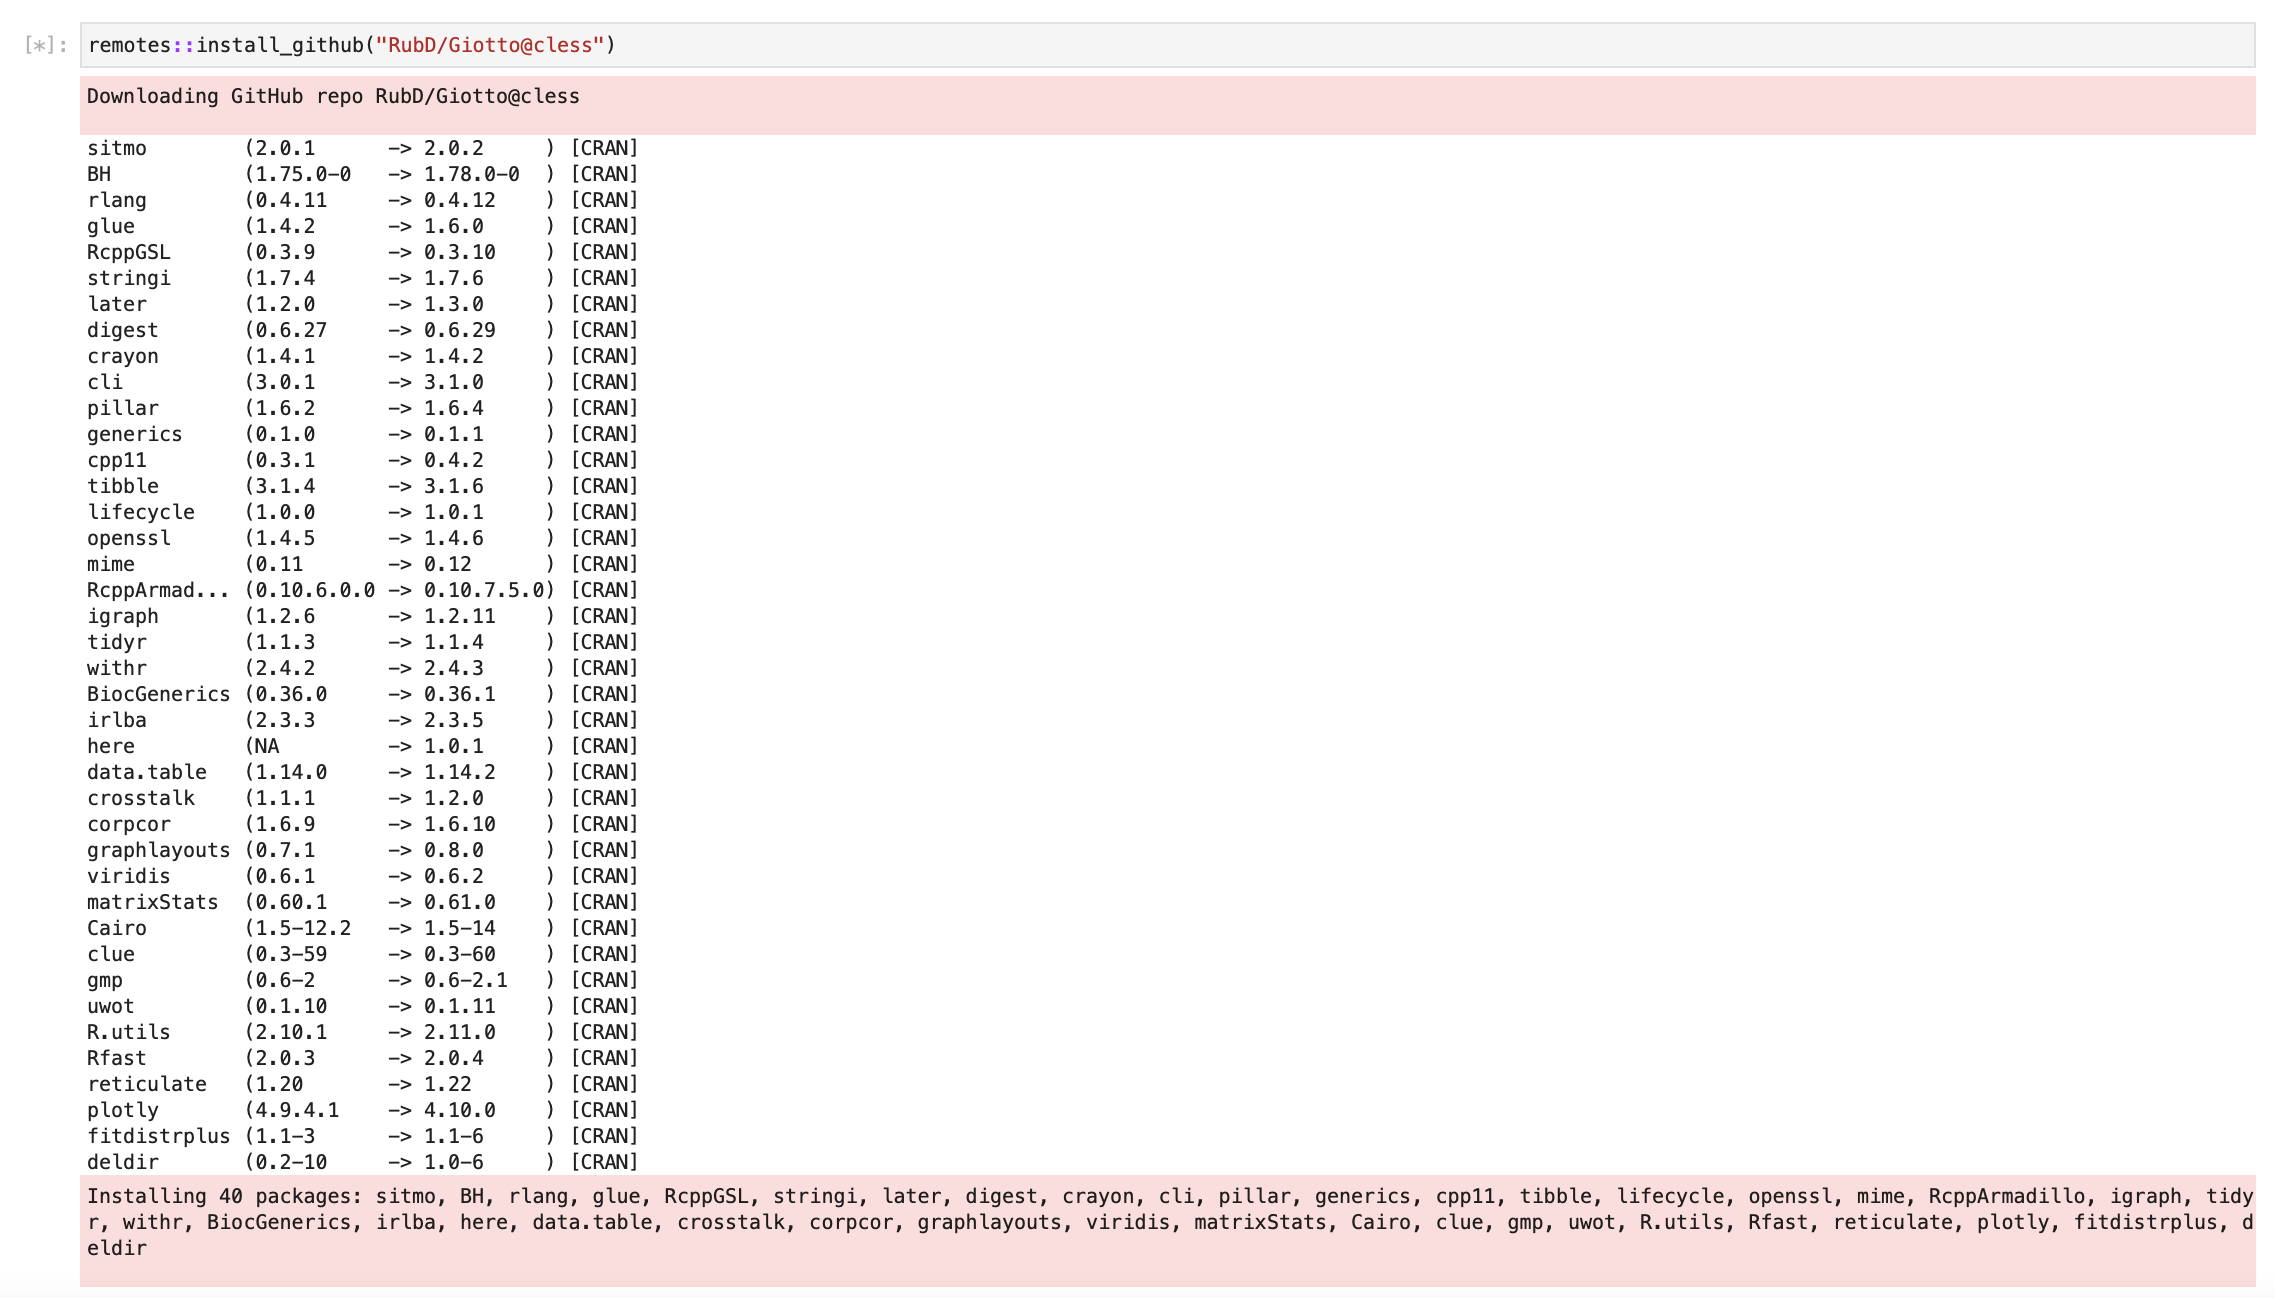 [*]: remotes::install_github("RubD/Giotto@cless")
Downloading GitHub repo RubD/Giotto@cless
sitmo        (2.0.1      -> 2.0.2     ) [CRAN]
BH           (1.75.0-0   -> 1.78.0-0  ) [CRAN]
rlang        (0.4.11     -> 0.4.12    ) [CRAN]
glue         (1.4.2      -> 1.6.0     ) [CRAN]
RcppGSL      (0.3.9      -> 0.3.10    ) [CRAN]
stringi      (1.7.4      -> 1.7.6     ) [CRAN]
later        (1.2.0      -> 1.3.0     ) [CRAN]
digest       (0.6.27     -> 0.6.29    ) [CRAN]
crayon       (1.4.1      -> 1.4.2     ) [CRAN]
cli          (3.0.1      -> 3.1.0     ) [CRAN]
pillar       (1.6.2      -> 1.6.4     ) [CRAN]
generics     (0.1.0      -> 0.1.1     ) [CRAN]
cpp11        (0.3.1      -> 0.4.2     ) [CRAN]
tibble       (3.1.4      -> 3.1.6     ) [CRAN]
lifecycle    (1.0.0      -> 1.0.1     ) [CRAN]
openssl      (1.4.5      -> 1.4.6     ) [CRAN]
mime         (0.11       -> 0.12      ) [CRAN]
RcppArmad... (0.10.6.0.0 -> 0.10.7.5.0) [CRAN]
igraph       (1.2.6      -> 1.2.11    ) [CRAN]
tidyr        (1.1.3      -> 1.1.4     ) [CRAN]
withr        (2.4.2      -> 2.4.3     ) [CRAN]
BiocGenerics (0.36.0     -> 0.36.1    ) [CRAN]
irlba        (2.3.3      -> 2.3.5     ) [CRAN]
here         (NA         -> 1.0.1     ) [CRAN]
data.table   (1.14.0     -> 1.14.2    ) [CRAN]
crosstalk    (1.1.1      -> 1.2.0     ) [CRAN]
corpcor      (1.6.9      -> 1.6.10    ) [CRAN]
graphlayouts (0.7.1      -> 0.8.0     ) [CRAN]
viridis      (0.6.1      -> 0.6.2     ) [CRAN]
matrixStats  (0.60.1     -> 0.61.0    ) [CRAN]
Cairo        (1.5-12.2   -> 1.5-14    ) [CRAN]
clue         (0.3-59     -> 0.3-60    ) [CRAN]
gmp          (0.6-2      -> 0.6-2.1   ) [CRAN]
uwot         (0.1.10     -> 0.1.11    ) [CRAN]
R.utils      (2.10.1     -> 2.11.0    ) [CRAN]
Rfast        (2.0.3      -> 2.0.4     ) [CRAN]
reticulate   (1.20       -> 1.22      ) [CRAN]
plotly       (4.9.4.1    -> 4.10.0    ) [CRAN]
fitdistrplus (1.1-3      -> 1.1-6     ) [CRAN]
deldir       (0.2-10     -> 1.0-6     ) [CRAN]
Installing 40 packages: sitmo, BH, rlang, glue, RcppGSL, stringi, later, digest, crayon, cli, pillar, generics, cpp11, tibble, lifecycle, openssl, mime, RcppArmadillo, igraph, tidy
r, withr, BiocGenerics, irlba, here, data.table, crosstalk, corpcor, graphlayouts, viridis, matrixStats, Cairo, clue, gmp, uwot, R.utils, Rfast, reticulate, plotly, fitdistrplus, d
eldir